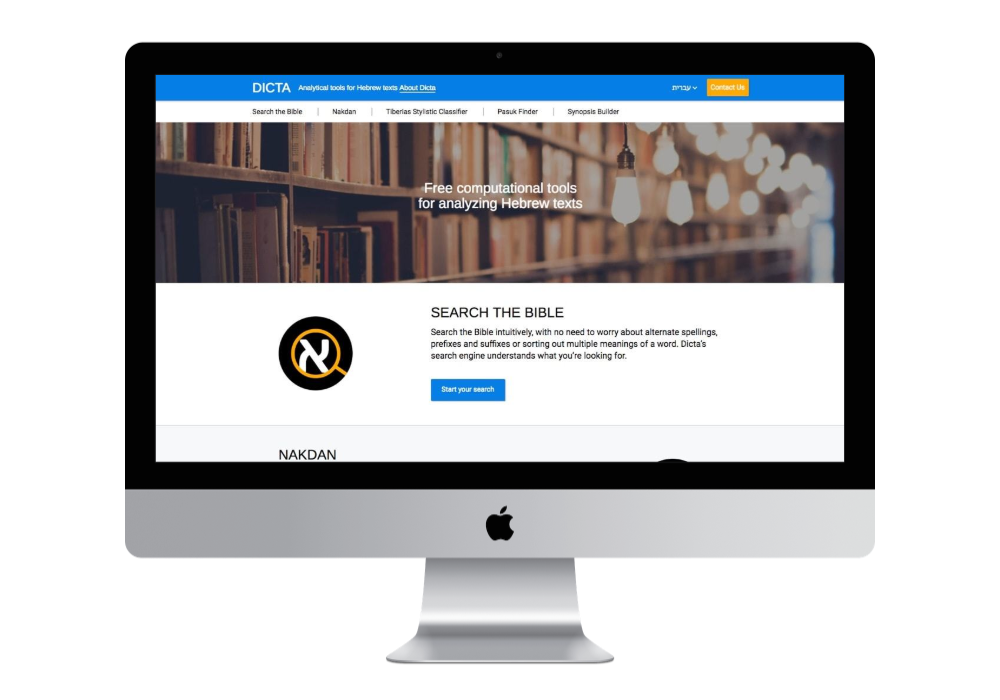 DICTA Analytical tools for Hebrew texts About Dicta
עברית
Contact Us
Search the Bible | Nakdan | Tiberias Stylistic Classifier | Pasuk Finder | Synopsis Builder
Free computational tools
for analyzing Hebrew texts
א
SEARCH THE BIBLE
Search the Bible intuitively, with no need to worry about alternate spellings,
prefixes and suffixes or sorting out multiple meanings of a word. Dicta's
search engine understands what you're looking for.
Start your search
NAKDAN